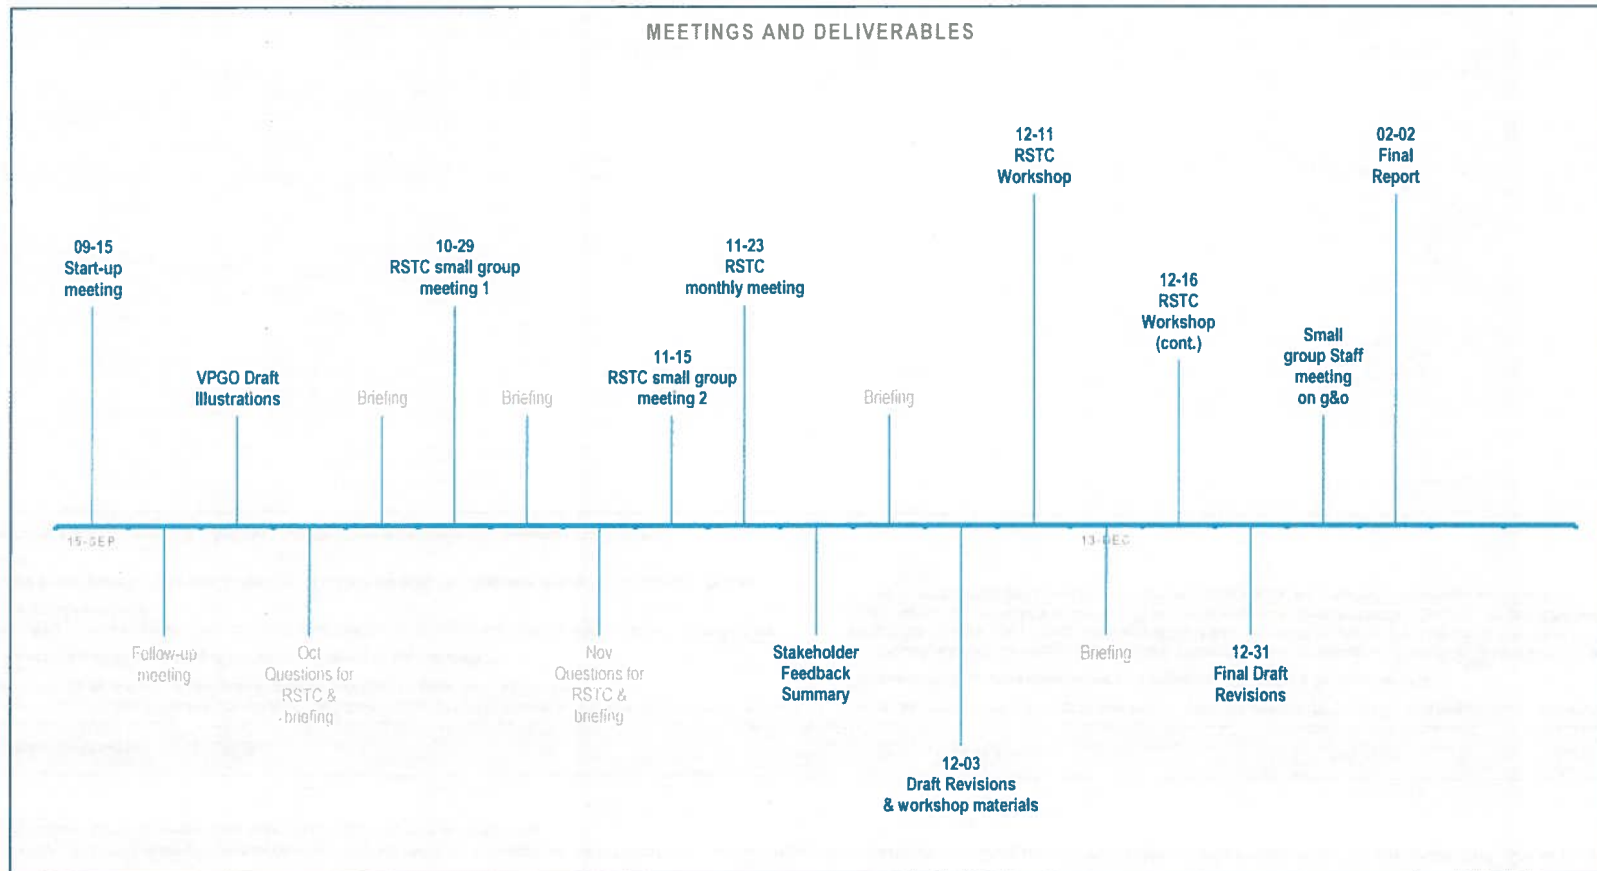 MEETINGS AND DELIVERABLES
09-15
Start-up
meeting
VPGO Draft
Illustrations
Briefing
10-29
RSTC small group
meeting 1
Briefing
11-15
RSTC small group
meeting 2
11-23
RSTC
monthly meeting
Briefing
12-11
RSTC
Workshop
12-16
RSTC
Workshop
(cont.)
Small
group Staff
meeting
on g&o
02-02
Final
Report
15-SEP
13-DEC
Follow-up
meeting
Oct
Questions for
RSTC &
briefing
Nov
Questions for
RSTC &
briefing
Stakeholder
Feedback
Summary
12-03
Draft Revisions
& workshop materials
Briefing
12-31
Final Draft
Revisions